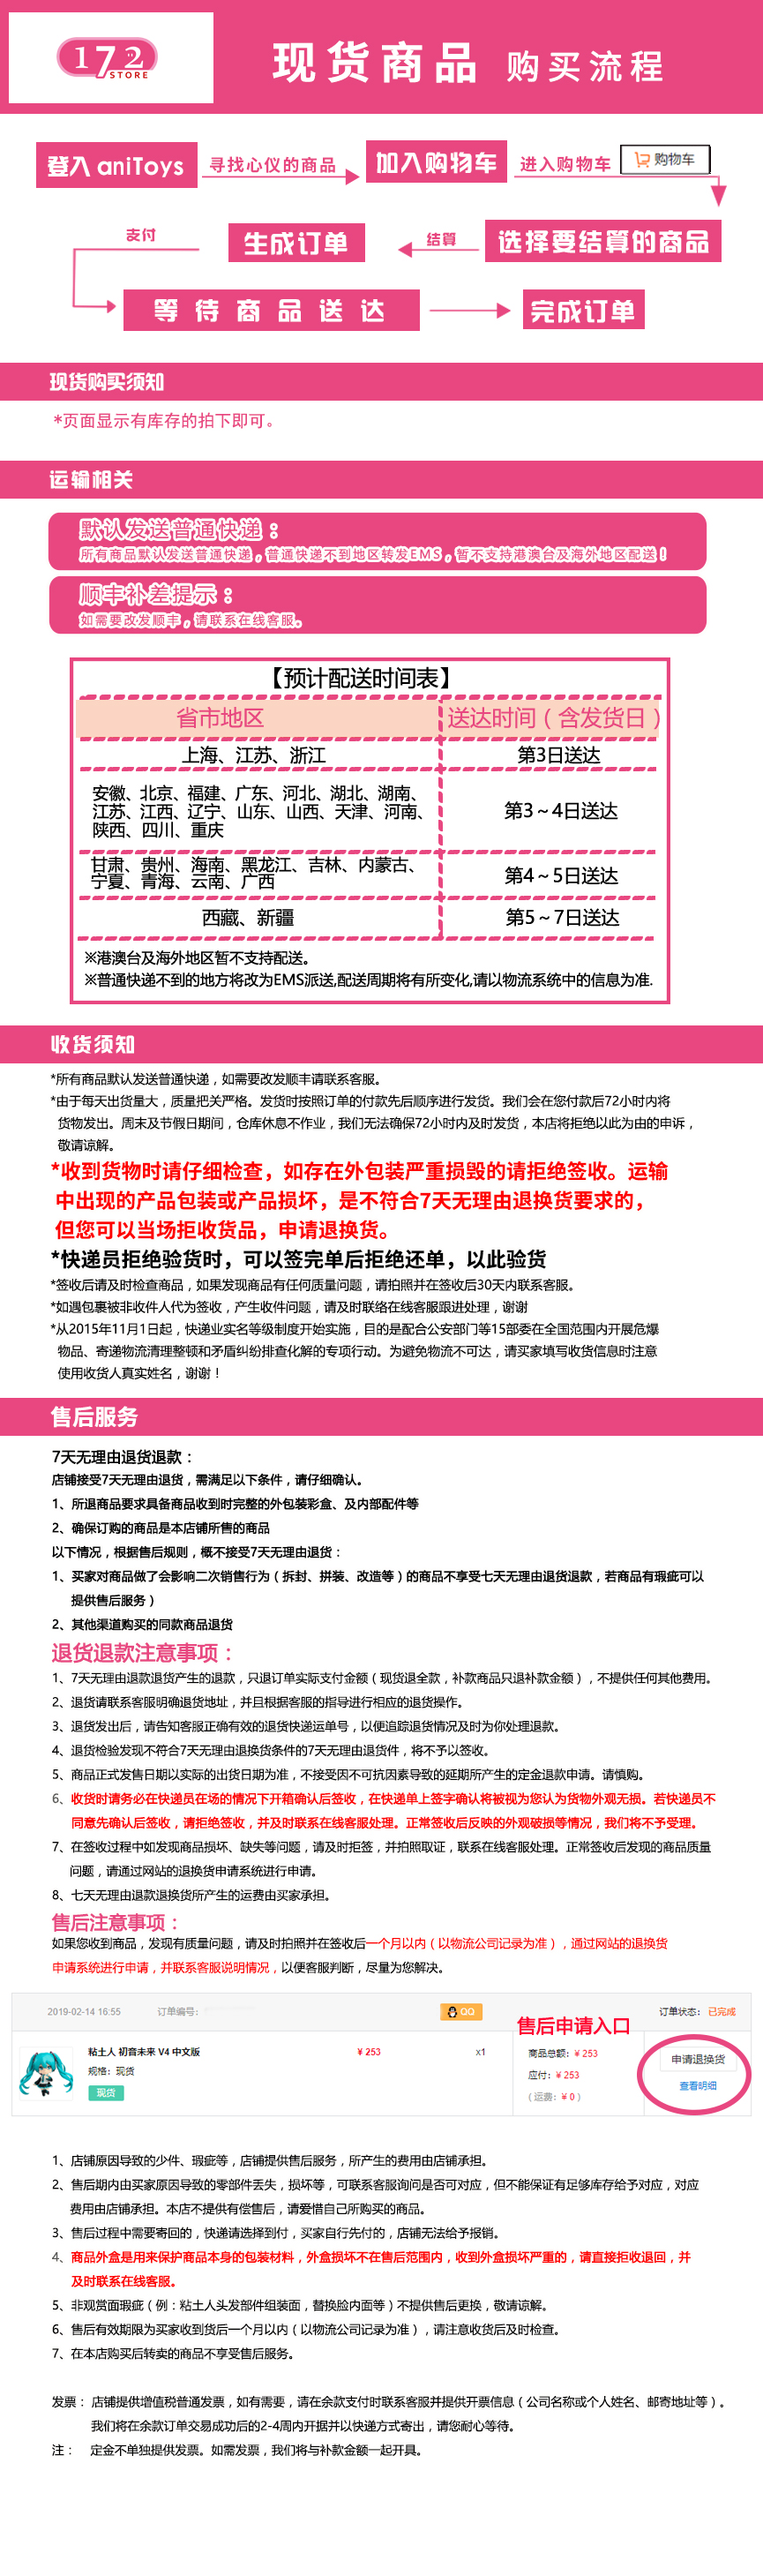 172
STORE
现货商品 购买流程
登入 aniToys
寻找心仪的商品
加入购物车
进入购物车
购物车
支付
生成订单
结算
选择要结算的商品
等待商品送达
完成订单
现货购买须知
*页面显示有库存的拍下即可。
运输相关
默认发送普通快递：
所有商品默认发送普通快递，普通快递不到地区转发EMS，暂不支持港澳台及海外地区配送！
顺丰补差提示：
如需要改发顺丰，请联系在线客服。
【预计配送时间表】
省市地区 送达时间（含发货日）
上海、江苏、浙江 第3日送达
安徽、北京、福建、广东、河北、湖北、湖南、
江苏、江西、辽宁、山东、山西、天津、河南、
陕西、四川、重庆
第3～4日送达
甘肃、贵州、海南、黑龙江、吉林、内蒙古、
宁夏、青海、云南、广西
第4～5日送达
西藏、新疆 第5～7日送达
※港澳台及海外地区暂不支持配送。
※普通快递不到的地方将改为EMS派送,配送周期将有所变化,请以物流系统中的信息为准.
收货须知
*所有商品默认发送普通快递，如需要改发顺丰请联系客服。
*由于每天出货量大，质量把关严格。发货时按照订单的付款先后顺序进行发货。我们会在您付款后72小时内将
货物发出。周末及节假日期间，仓库休息不作业，我们无法确保72小时内及时发货，本店将拒绝以此为由的申诉，
敬请谅解。
*收到货物时请仔细检查，如存在外包装严重损毁的请拒绝签收。运输
中出现的产品包装或产品损坏，是不符合7天无理由退换货要求的，
但您可以当场拒收货品，申请退换货。
*快递员拒绝验货时，可以签完单后拒绝还单，以此验货
*签收后请及时检查商品，如果发现商品有任何质量问题，请拍照并在签收后30天内联系客服。
*如遇包裹被非收件人代为签收，产生收件问题，请及时联络在线客服跟进处理，谢谢
*从2015年11月1日起，快递业实名等级制度开始实施，目的是配合公安部门等15部委在全国范围内开展危爆
物品、寄递物流清理整顿和矛盾纠纷排查化解的专项行动。为避免物流不可达，请买家填写收货信息时注意
使用收货人真实姓名，谢谢！
售后服务
7天无理由退货退款：
店铺接受7天无理由退货，需满足以下条件，请仔细确认。
1、所退商品要求具备商品收到时完整的外包装彩盒、及内部配件等
2、确保订购的商品是本店铺所售的商品
以下情况，根据售后规则，概不接受7天无理由退货：
1、买家对商品做了会影响二次销售行为（拆封、拼装、改造等）的商品不享受七天无理由退货退款，若商品有瑕疵可以
提供售后服务）
2、其他渠道购买的同款商品退货
退货退款注意事项：
1、7天无理由退款退货产生的退款，只退订单实际支付金额（现货退全款，补款商品只退补款金额），不提供任何其他费用。
2、退货请联系客服明确退货地址，并且根据客服的指导进行相应的退货操作。
3、退货发出后，请告知客服正确有效的退货快递运单号，以便追踪退货情况及时为你处理退款。
4、退货检验发现不符合7天无理由退换货条件的7天无理由退货件，将不予以签收。
5、商品正式发售日期以实际的出货日期为准，不接受因不可抗因素导致的延期所产生的定金退款申请。请慎购。
6、收货时请务必在快递员在场的情况下开箱确认后签收，在快递单上签字确认将被视为您认为货物外观无损。若快递员不
同意先确认后签收，请拒绝签收，并及时联系在线客服处理。正常签收后反映的外观破损等情况，我们将不予受理。
7、在签收过程中如发现商品损坏、缺失等问题，请及时拒签，并拍照取证，联系在线客服处理。正常签收后发现的商品质量
问题，请通过网站的退换货申请系统进行申请。
8、七天无理由退款退换货所产生的运费由买家承担。
售后注意事项：
如果您收到商品，发现有质量问题，请及时拍照并在签收后一个月以内（以物流公司记录为准），通过网站的退换货
申请系统进行申请，并联系客服说明情况，以便客服判断，尽量为您解决。
2019-02-14 16:55 订单编号： QQ 订单状态：已完成
售后申请入口
粘土人 初音未来 V4 中文版 ¥ 253 x1 商品总额：¥ 253 申请退换货
规格：现货 应付：¥ 253 查看明细
现货 （运费：¥ 0）
1、店铺原因导致的少件、瑕疵等，店铺提供售后服务，所产生的费用由店铺承担。
2、售后期内由买家原因导致的零部件丢失，损坏等，可联系客服询问是否可对应，但不能保证有足够库存给予对应，对应
费用由店铺承担。本店不提供有偿售后，请爱惜自己所购买的商品。
3、售后过程中需要寄回的，快递请选择到付，买家自行先付的，店铺无法给予报销。
4、商品外盒是用来保护商品本身的包装材料，外盒损坏不在售后范围内，收到外盒损坏严重的，请直接拒收退回，并
及时联系在线客服。
5、非观赏面瑕疵（例：粘土人头发部件组装面，替换脸内面等）不提供售后更换，敬请谅解。
6、售后有效期限为买家收到货后一个月以内（以物流公司记录为准），请注意收货后及时检查。
7、在本店购买后转卖的商品不享受售后服务。
发票：店铺提供增值税普通发票，如有需要，请在余款支付时联系客服并提供开票信息（公司名称或个人姓名、邮寄地址等）。
我们将在余款订单交易成功后的2-4周内开据并以快递方式寄出，请您耐心等待。
注： 定金不单独提供发票。如需发票，我们将与补款金额一起开具。